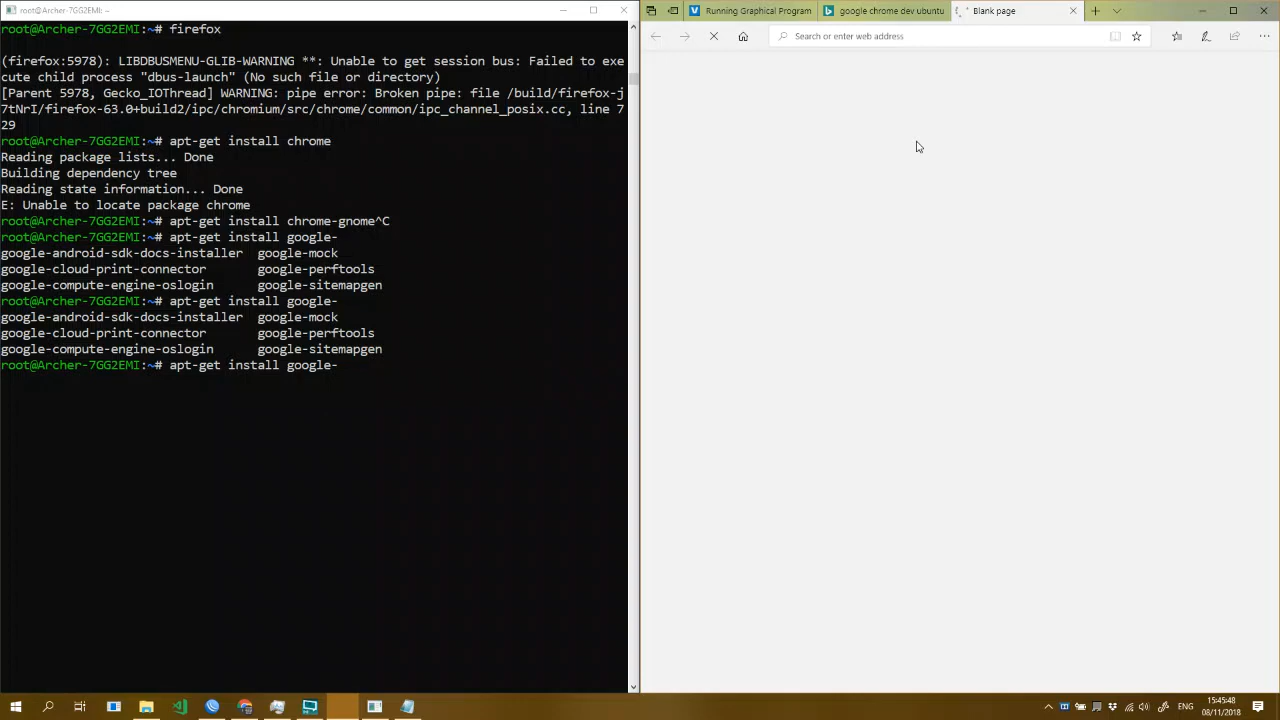 root@Archer-7GG2EMI: ~
root@Archer-7GG2EMI:~# firefox
(firefox:5978): LIBDBUSMENU-GLIB-WARNING **: Unable to get session bus: Failed to exe
cute child process "dbus-launch" (No such file or directory)
[Parent 5978, Gecko_IOThread] WARNING: pipe error: Broken pipe: file /build/firefox-j
7tNrI/firefox-63.0+build2/ipc/chromium/src/chrome/common/ipc_channel_posix.cc, line 7
29
root@Archer-7GG2EMI:~# apt-get install chrome
Reading package lists... Done
Building dependency tree
Reading state information... Done
E: Unable to locate package chrome
root@Archer-7GG2EMI:~# apt-get install chrome-gnome^C
root@Archer-7GG2EMI:~# apt-get install google-
google-android-sdk-docs-installer google-mock
google-cloud-print-connector google-perftools
google-compute-engine-oslogin google-sitemapgen
root@Archer-7GG2EMI:~# apt-get install google-
google-android-sdk-docs-installer google-mock
google-cloud-print-connector google-perftools
google-compute-engine-oslogin google-sitemapgen
root@Archer-7GG2EMI:~# apt-get install google-
Running Graphical Program
google chrome dev ubuntu
Blank page
Search or enter web address
ENG
15:45:48
08/11/2018